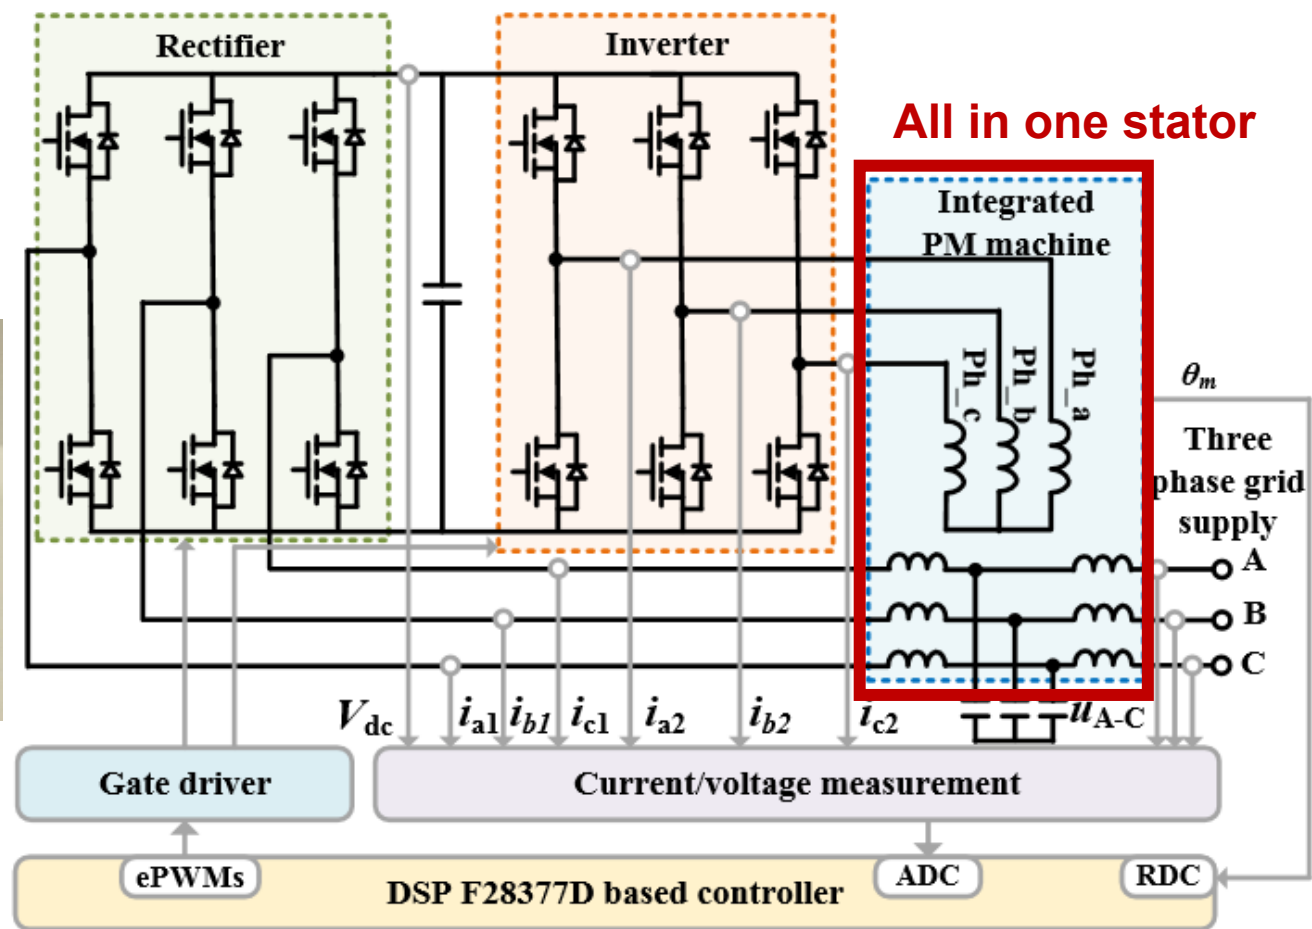 Rectifier
Inverter
All in one stator
Integrated
PM machine
Ph_c
Ph_b
Ph_a
θm
Three
phase grid
supply
A
B
C
Vdc
ia1
ib1
ic1
ia2
ib2
ic2
uA-C
Gate driver
Current/voltage measurement
ePWMs
ADC
RDC
DSP F28377D based controller